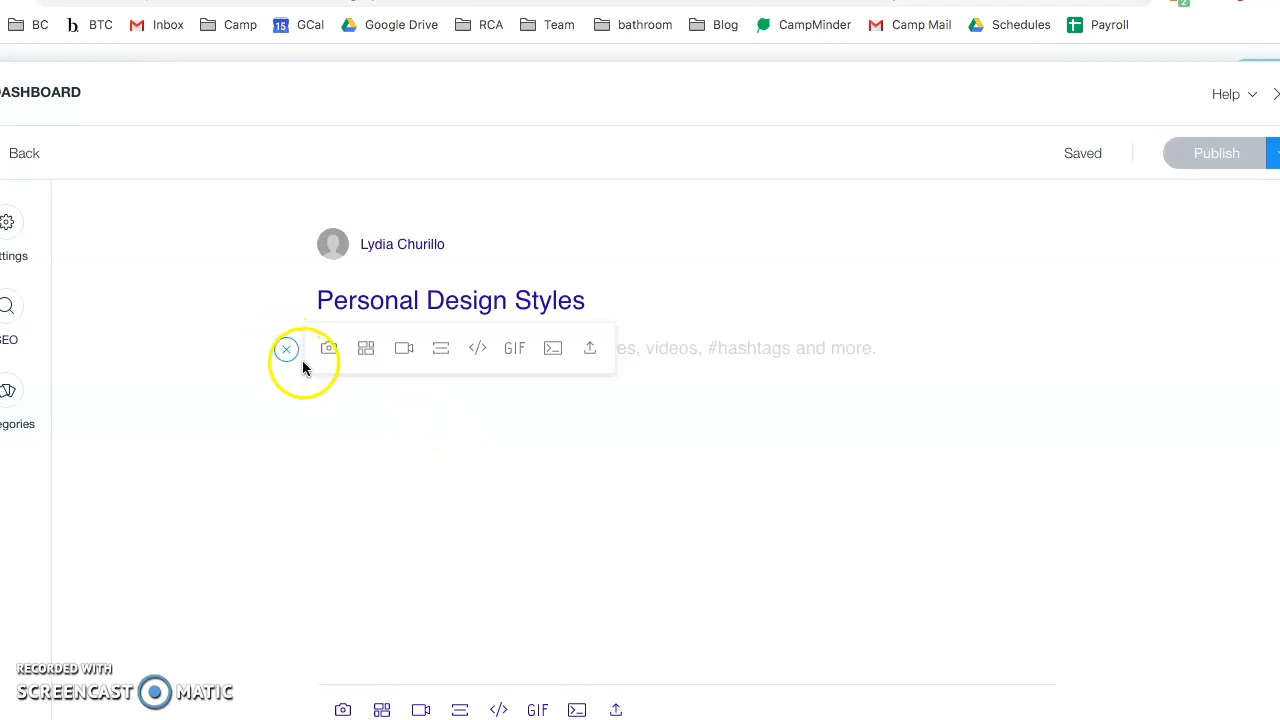 BC BTC Inbox Camp GCal Google Drive RCA Team bathroom Blog CampMinder Camp Mail Schedules Payroll
DASHBOARD Help
Back Saved Publish
Lydia Churillo
ttings
Personal Design Styles
SEO
GIF es, videos, #hashtags and more.
egories
RECORDED WITH
SCREENCAST MATIC
GIF